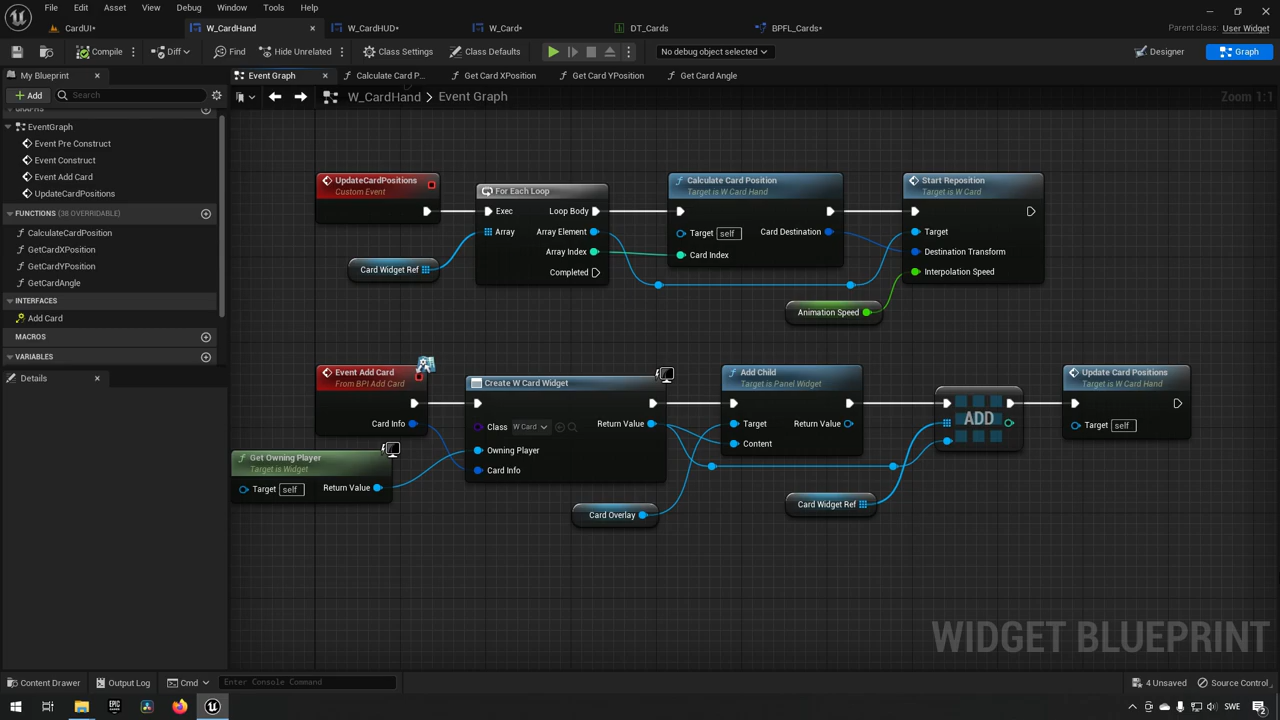 File Edit Asset View Debug Window Tools Help
CardUI• W_CardHand W_CardHUD• W_Card• DT_Cards BPFL_Cards• Parent class: User Widget
Compile Diff Find Hide Unrelated Class Settings Class Defaults No debug object selected Designer Graph
My Blueprint Event Graph Calculate Card P... Get Card XPosition Get Card YPosition Get Card Angle
Add Search W_CardHand > Event Graph Zoom 1:1
GRAPHS
EventGraph
Event Pre Construct
Event Construct
Event Add Card
UpdateCardPositions
FUNCTIONS (38 OVERRIDABLE)
CalculateCardPosition
GetCardXPosition
GetCardYPosition
GetCardAngle
INTERFACES
Add Card
MACROS
VARIABLES
Details
UpdateCardPositions
Custom Event
For Each Loop
Exec Loop Body
Array Array Element
Array Index
Completed
Card Widget Ref
Calculate Card Position
Target is W Card Hand
Target self Card Destination
Card Index
Start Reposition
Target is W Card
Target
Destination Transform
Interpolation Speed
Animation Speed
Event Add Card
From BPI Add Card
Card Info
Get Owning Player
Target is Widget
Target self Return Value
Create W Card Widget
Class W Card Return Value
Owning Player
Card Info
Card Overlay
Add Child
Target is Panel Widget
Target Return Value
Content
Card Widget Ref
ADD
Update Card Positions
Target is W Card Hand
Target self
WIDGET BLUEPRINT
Content Drawer Output Log Cmd Enter Console Command 4 Unsaved Source Control
EPIC GAMES SWE 2